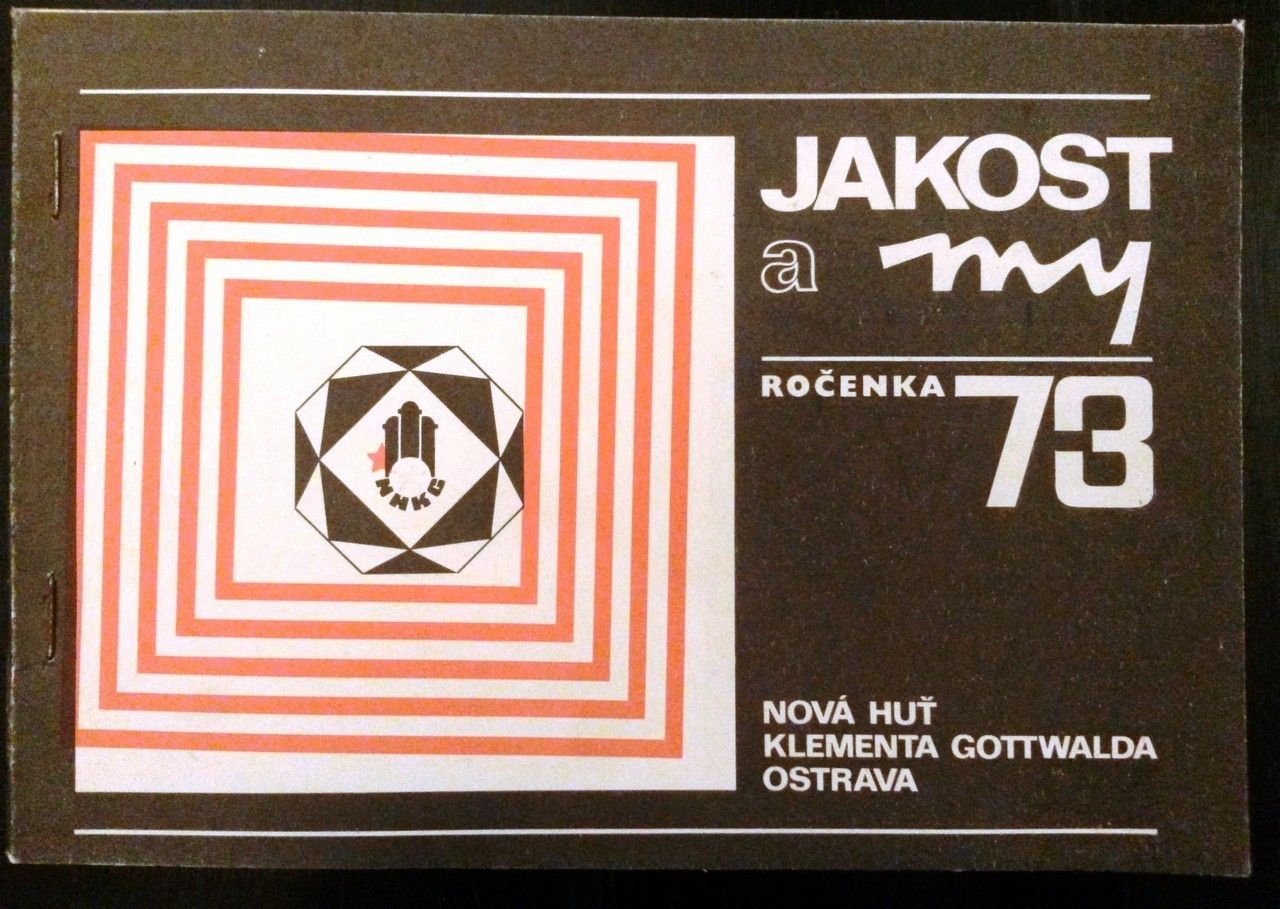 JAKOST
a my
ROČENKA 73
NHKG
NOVÁ HUŤ
KLEMENTA GOTTWALDA
OSTRAVA